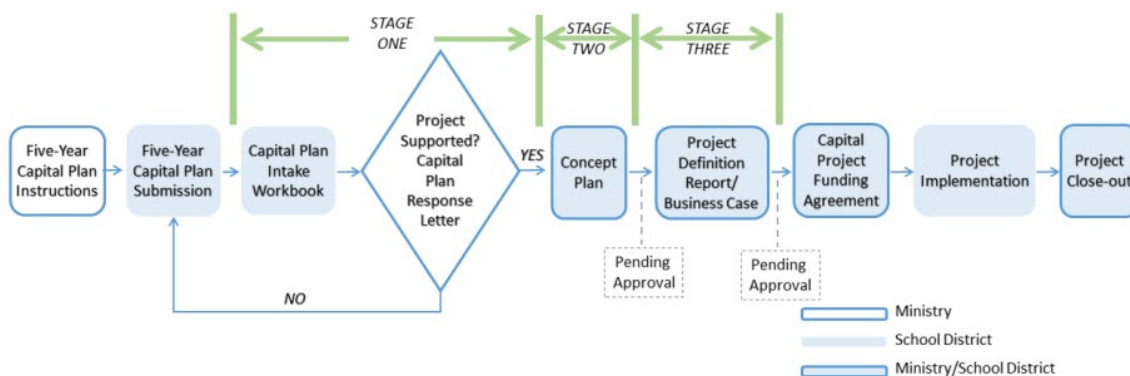 STAGE
ONE
STAGE
TWO
STAGE
THREE
Five-Year
Capital Plan
Instructions
Five-Year
Capital Plan
Submission
Capital Plan
Intake
Workbook
Project
Supported?
Capital
Plan
Response
Letter
YES
NO
Concept
Plan
Pending
Approval
Project
Definition
Report/
Business Case
Pending
Approval
Capital
Project
Funding
Agreement
Project
Implementation
Project
Close-out
Ministry
School District
Ministry/School District